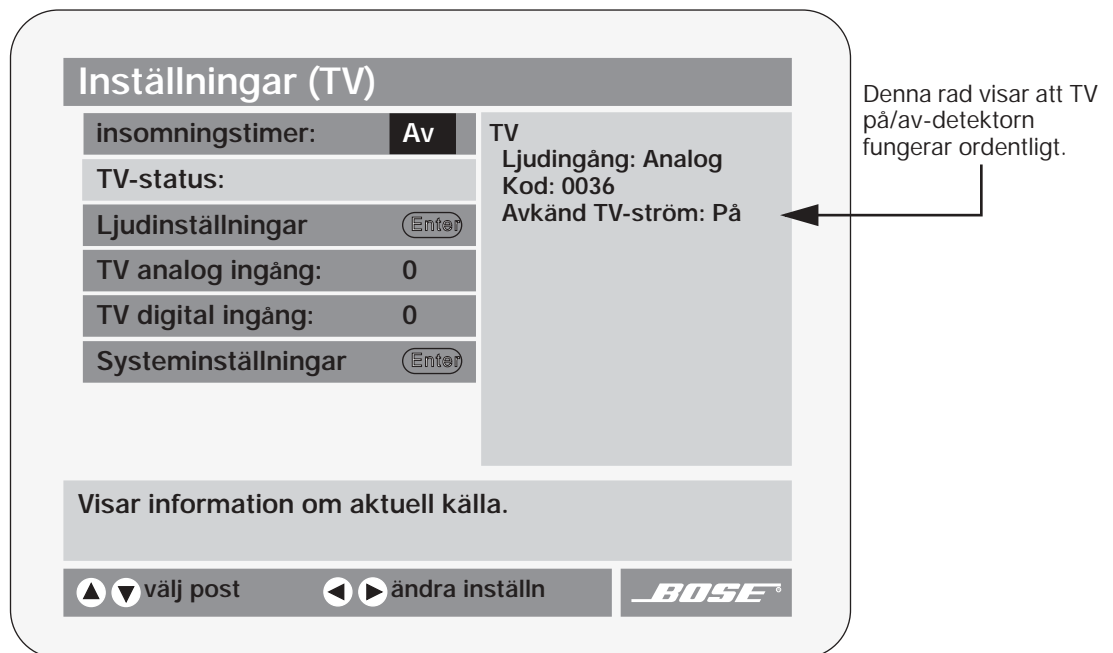 Inställningar (TV)
insomningstimer: Av
TV-status:
Ljudinställningar Enter
TV analog ingång: 0
TV digital ingång: 0
Systeminställningar Enter
TV
Ljudingång: Analog
Kod: 0036
Avkänd TV-ström: På
Denna rad visar att TV
på/av-detektorn
fungerar ordentligt.
Visar information om aktuell källa.
välj post ändra inställn BOSE